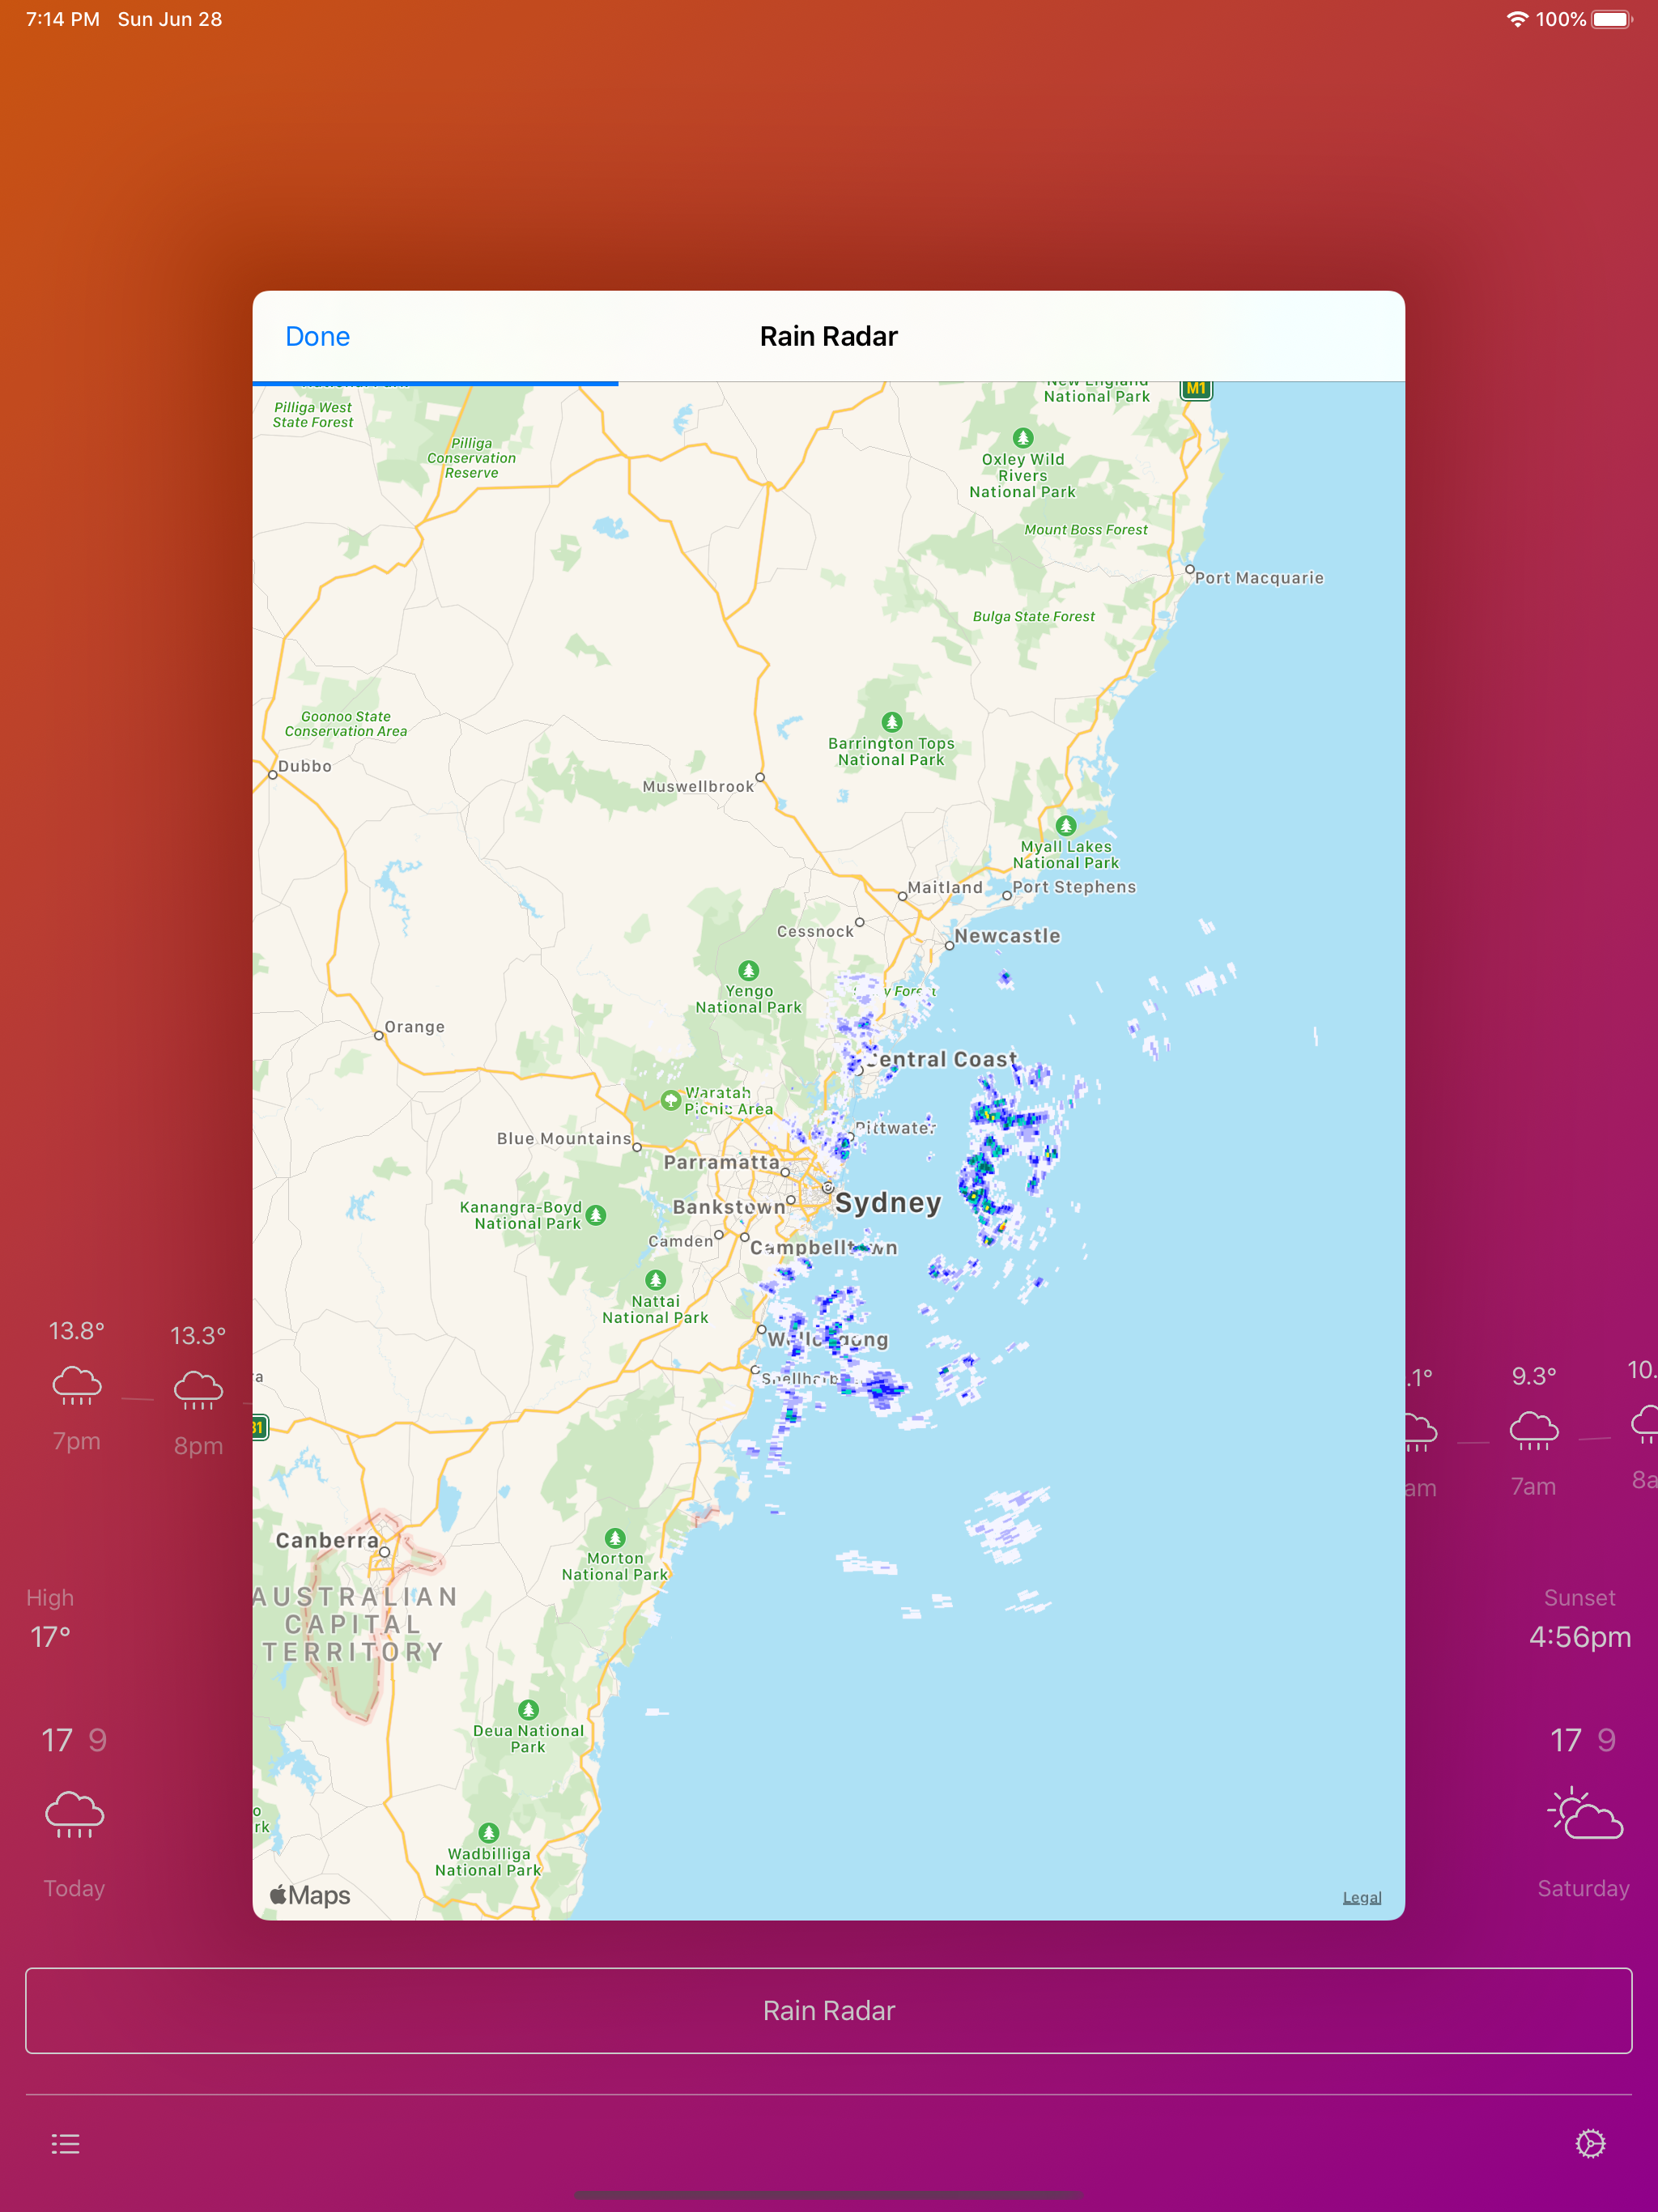 7:14 PM Sun Jun 28
100%
Done
Rain Radar
New England
National Park
M1
Pilliga West
State Forest
Pilliga
Conservation
Reserve
Oxley Wild
Rivers
National Park
Mount Boss Forest
Port Macquarie
Bulga State Forest
Goonoo State
Conservation Area
Barrington Tops
National Park
Dubbo
Muswellbrook
Myall Lakes
National Park
Maitland
Port Stephens
Cessnock
Newcastle
Yengo
National Park
Forest
Orange
Central Coast
Waratah
Picnic Area
Pittwater
Blue Mountains
Parramatta
Sydney
Kanangra-Boyd
National Park
Bankstown
Camden
Campbelltown
Nattai
National Park
Wollongong
13.8°
13.3°
7pm
8pm
.1°
9.3°
10.
am
7am
8a
31
Canberra
Morton
National Park
AUSTRALIAN
CAPITAL
TERRITORY
High
17°
Sunset
4:56pm
Deua National
Park
17 9
17 9
Wadbilliga
National Park
Today
Saturday
Maps
Legal
Rain Radar